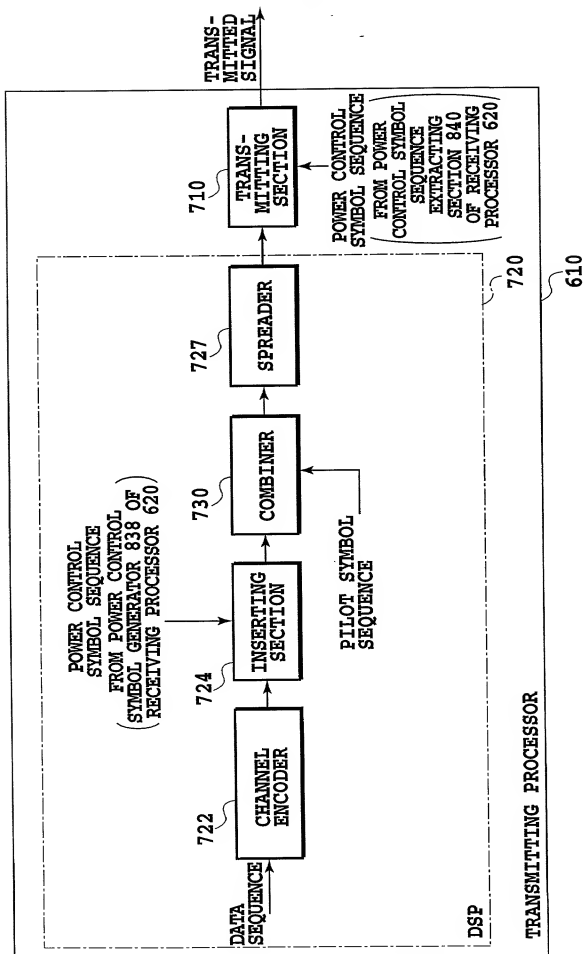 TRANS-
MITTED
SIGNAL
710
TRANS-
MITTING
SECTION
POWER CONTROL
SYMBOL SEQUENCE
(FROM POWER
CONTROL SYMBOL
SEQUENCE
EXTRACTING
SECTION 840
OF RECEIVING
PROCESSOR 620)
727
SPREADER
720
610
730
COMBINER
PILOT SYMBOL
SEQUENCE
POWER CONTROL
SYMBOL SEQUENCE
(FROM POWER CONTROL
SYMBOL GENERATOR 838 OF
RECEIVING PROCESSOR 620)
724
INSERTING
SECTION
722
CHANNEL
ENCODER
DATA
SEQUENCE
DSP
TRANSMITTING PROCESSOR